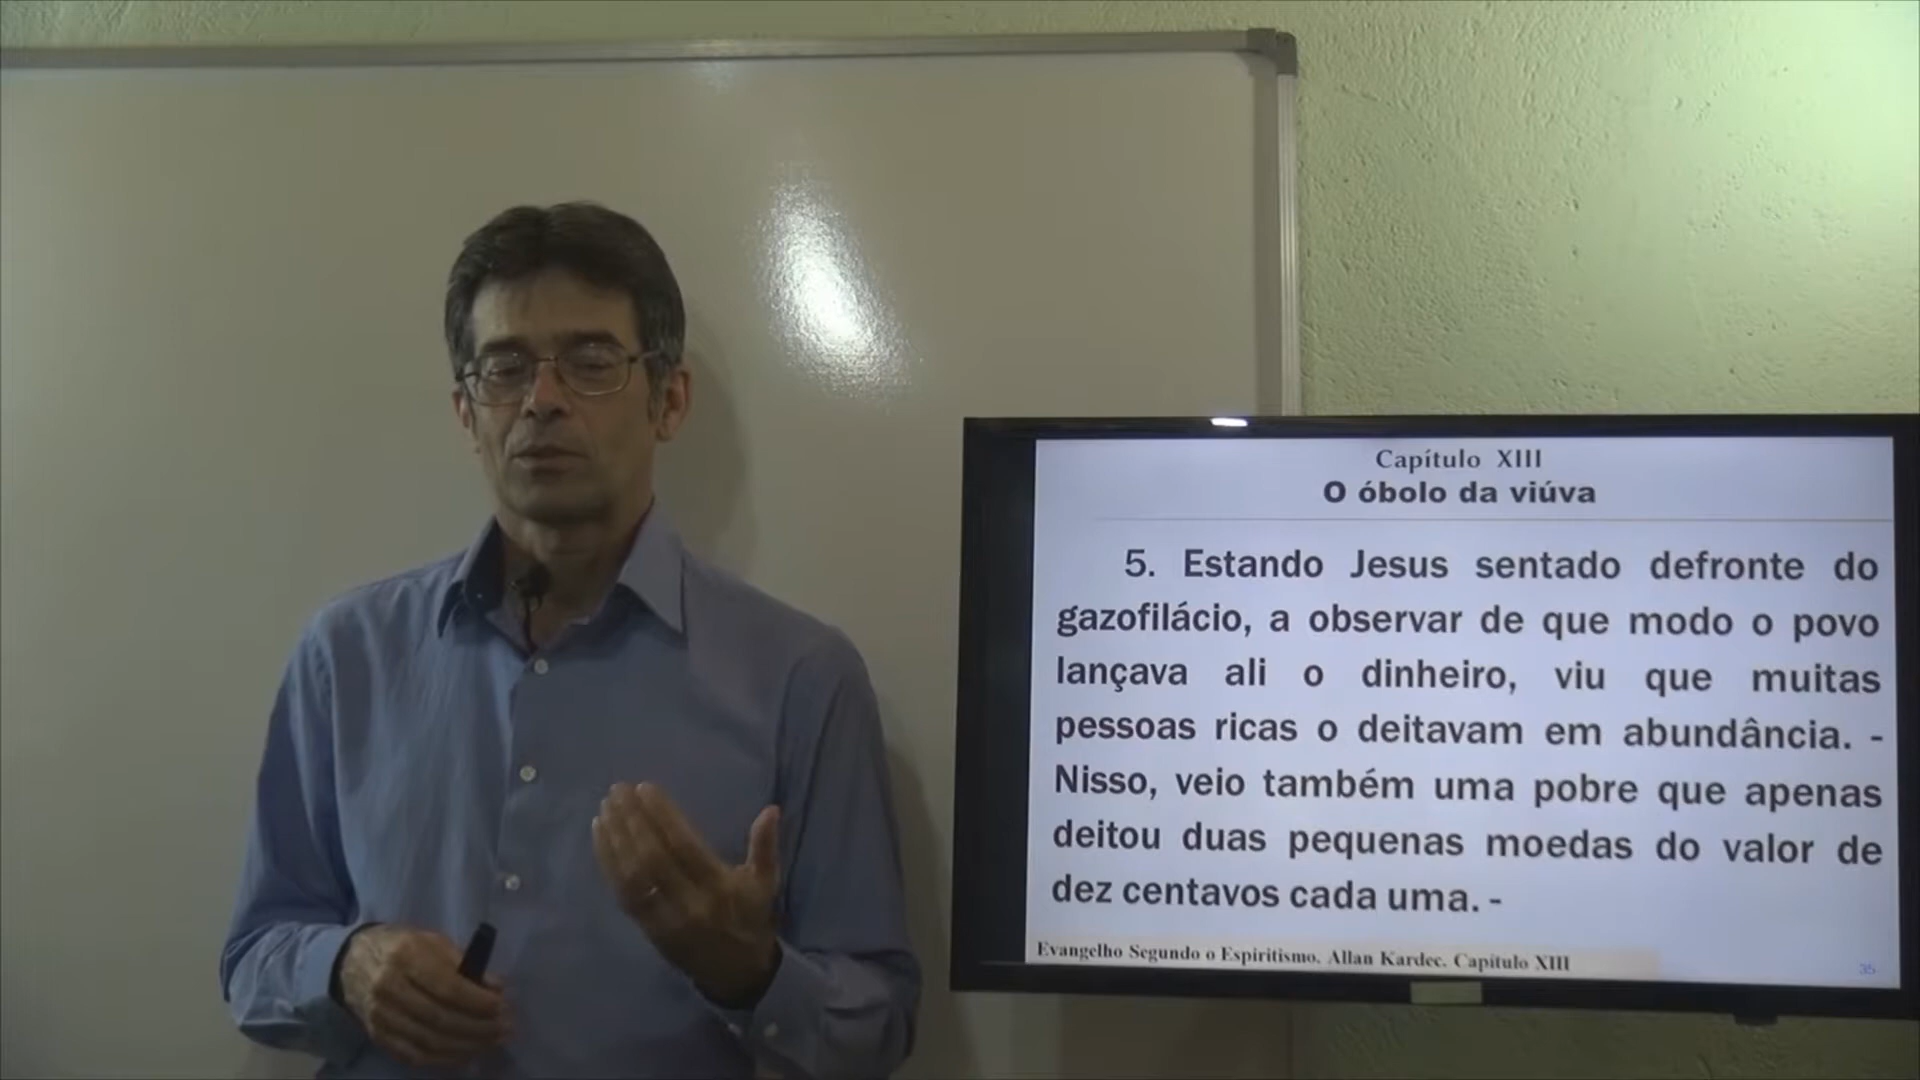 Capítulo XIII
O óbolo da viúva
5. Estando Jesus sentado defronte do
gazofilácio, a observar de que modo o povo
lançava ali o dinheiro, viu que muitas
pessoas ricas o deitavam em abundância. -
Nisso, veio também uma pobre que apenas
deitou duas pequenas moedas do valor de
dez centavos cada uma. -
Evangelho Segundo o Espiritismo. Allan Kardec. Capítulo XIII
35